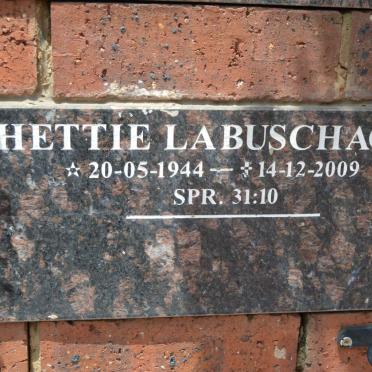 HETTIE LABUSCHAG
☆ 20-05-1944 — ✝ 14-12-2009
SPR. 31:10